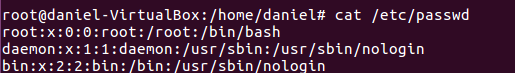 root@daniel-VirtualBox:/home/daniel# cat /etc/passwd
root:x:0:0:root:/root:/bin/bash
daemon:x:1:1:daemon:/usr/sbin:/usr/sbin/nologin
bin:x:2:2:bin:/bin:/usr/sbin/nologin